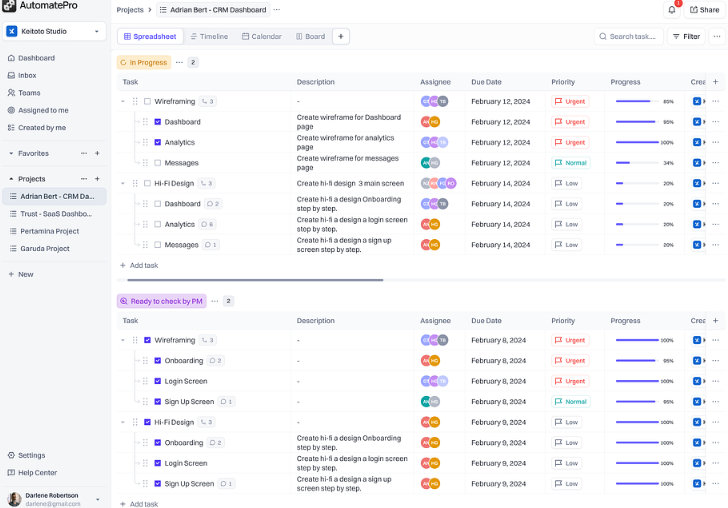 AutomatePro
Keitoto Studio
Dashboard
Inbox
Teams
Assigned to me
Created by me
Favorites
Projects
Adrian Bert - CRM Da...
Trust - SaaS Dashbo...
Pertamina Project
Garuda Project
New
Settings
Help Center
Darlene Robertson
darlene@gmail.com
Projects > Adrian Bert - CRM Dashboard
1 Share
Spreadsheet Timeline Calendar Board + Search task... Filter
In Progress 2
Task Description Assignee Due Date Priority Progress
Wireframing 3 - February 12, 2024 Urgent
Dashboard Create wireframe for Dashboard page February 12, 2024 Urgent 95%
Analytics Create wireframe for analytics page February 12, 2024 Urgent 100%
Messages Create wireframe for messages page February 12, 2024 Normal 34%
Hi-Fi Design 3 Create hi-fi design 3 main screen February 14, 2024 Low 20%
Dashboard 2 Create hi-fi a design Onboarding step by step. February 14, 2024 Low 20%
Analytics 6 Create hi-fi a design a login screen step by step. February 14, 2024 Low 20%
Messages 1 Create hi-fi a design a sign up screen step by step. February 14, 2024 Low 20%
+ Add task
Ready to check by PM 2
Task Description Assignee Due Date Priority Progress
Wireframing 3 - February 8, 2024 Urgent 100%
Onboarding 2 - February 8, 2024 Urgent 95%
Login Screen - February 8, 2024 Urgent 100%
Sign Up Screen 1 - February 8, 2024 Normal 95%
Hi-Fi Design 3 - February 9, 2024 Low 100%
Onboarding 2 Create hi-fi a design Onboarding step by step. February 9, 2024 Low 100%
Login Screen Create hi-fi a design a login screen step by step. February 9, 2024 Low 100%
Sign Up Screen 1 Create hi-fi a design a sign up screen step by step. February 9, 2024 Low 100%
+ Add task